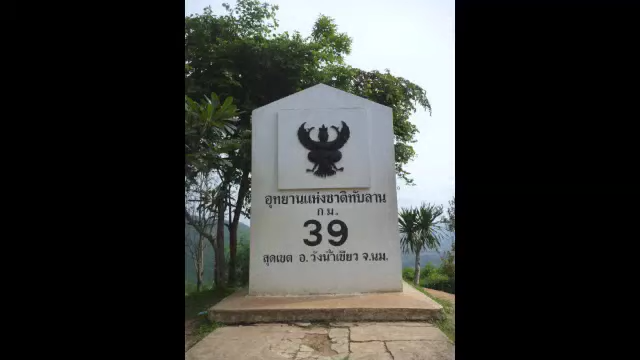 อุทยานแห่งชาติทับลาน
กม.
39
สุดเขต อ.วังน้ำเขียว จ.นม.